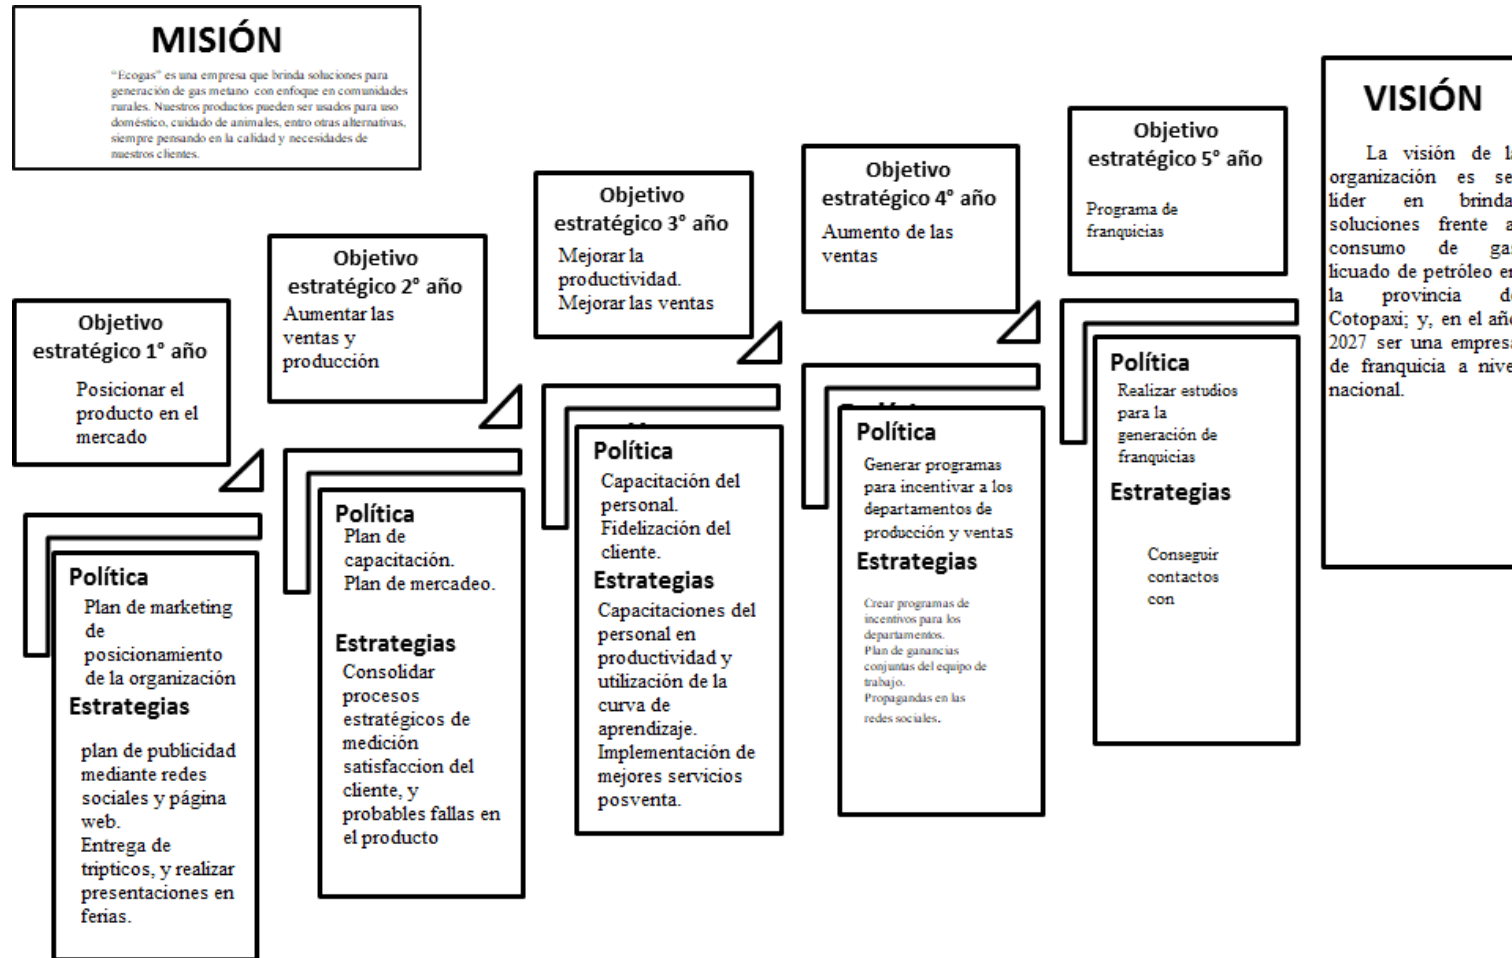 MISIÓN
“Ecogas” es una empresa que brinda soluciones para
generación de gas metano con enfoque en comunidades
rurales. Nuestros productos pueden ser usados para uso
doméstico, cuidado de animales, entro otras alternativas,
siempre pensando en la calidad y necesidades de
nuestros clientes.
Objetivo
estratégico 1° año
Posicionar el
producto en el
mercado
Política
Plan de marketing
de
posicionamiento
de la organización
Estrategias
plan de publicidad
mediante redes
sociales y página
web.
Entrega de
tripticos, y realizar
presentaciones en
ferias.
Objetivo
estratégico 2° año
Aumentar las
ventas y
producción
Política
Plan de
capacitación.
Plan de mercadeo.
Estrategias
Consolidar
procesos
estratégicos de
medición
satisfaccion del
cliente, y
probables fallas en
el producto
Objetivo
estratégico 3° año
Mejorar la
productividad.
Mejorar las ventas
Política
Capacitación del
personal.
Fidelización del
cliente.
Estrategias
Capacitaciones del
personal en
productividad y
utilización de la
curva de
aprendizaje.
Implementación de
mejores servicios
posventa.
Objetivo
estratégico 4° año
Aumento de las
ventas
Política
Generar programas
para incentivar a los
departamentos de
producción y ventas
Estrategias
Crear programas de
incentivos para los
departamentos.
Plan de ganancias
conjuntas del equipo de
trabajo.
Propagandas en las
redes sociales.
Objetivo
estratégico 5° año
Programa de
franquicias
Política
Realizar estudios
para la
generación de
franquicias
Estrategias
Conseguir
contactos
con
VISIÓN
La visión de l
organización es se
líder en brinda
soluciones frente a
consumo de ga
licuado de petróleo en
la provincia d
Cotopaxi; y, en el año
2027 ser una empresa
de franquicia a nive
nacional.